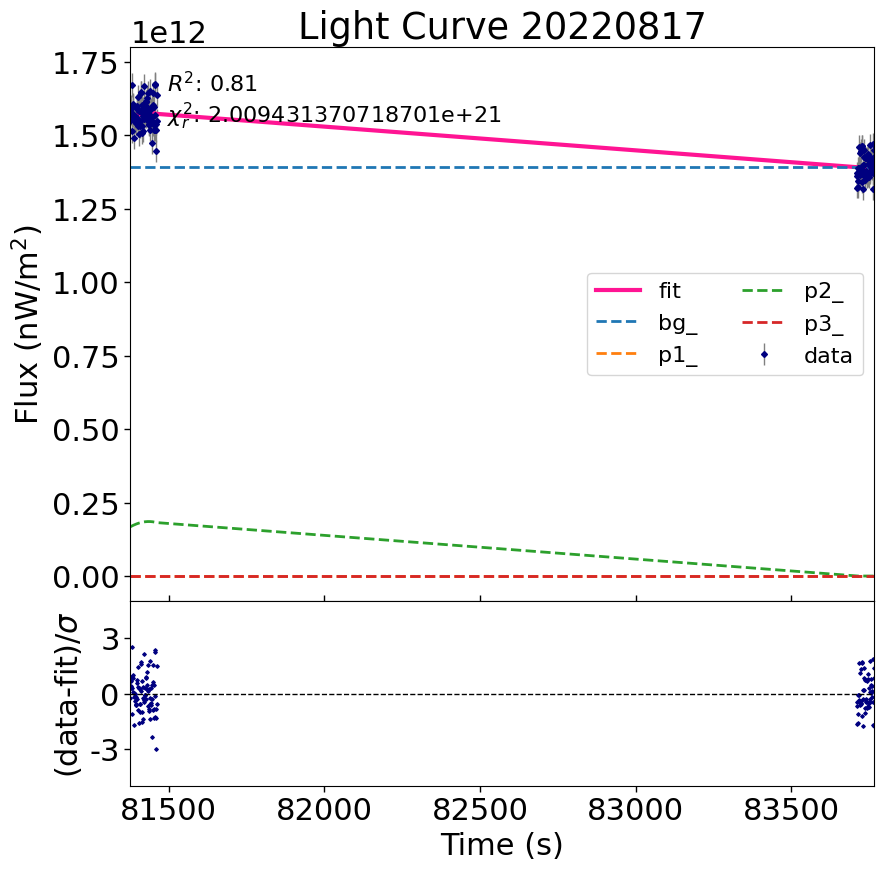 Light Curve 20220817
1e12
R²: 0.81
χ²ᵣ: 2.009431370718701e+21
1.75
1.50
1.25
1.00
0.75
0.50
0.25
0.00
Flux (nW/m²)
fit
bg_
p1_
p2_
p3_
data
3
0
-3
(data-fit)/σ
81500 82000 82500 83000 83500
Time (s)